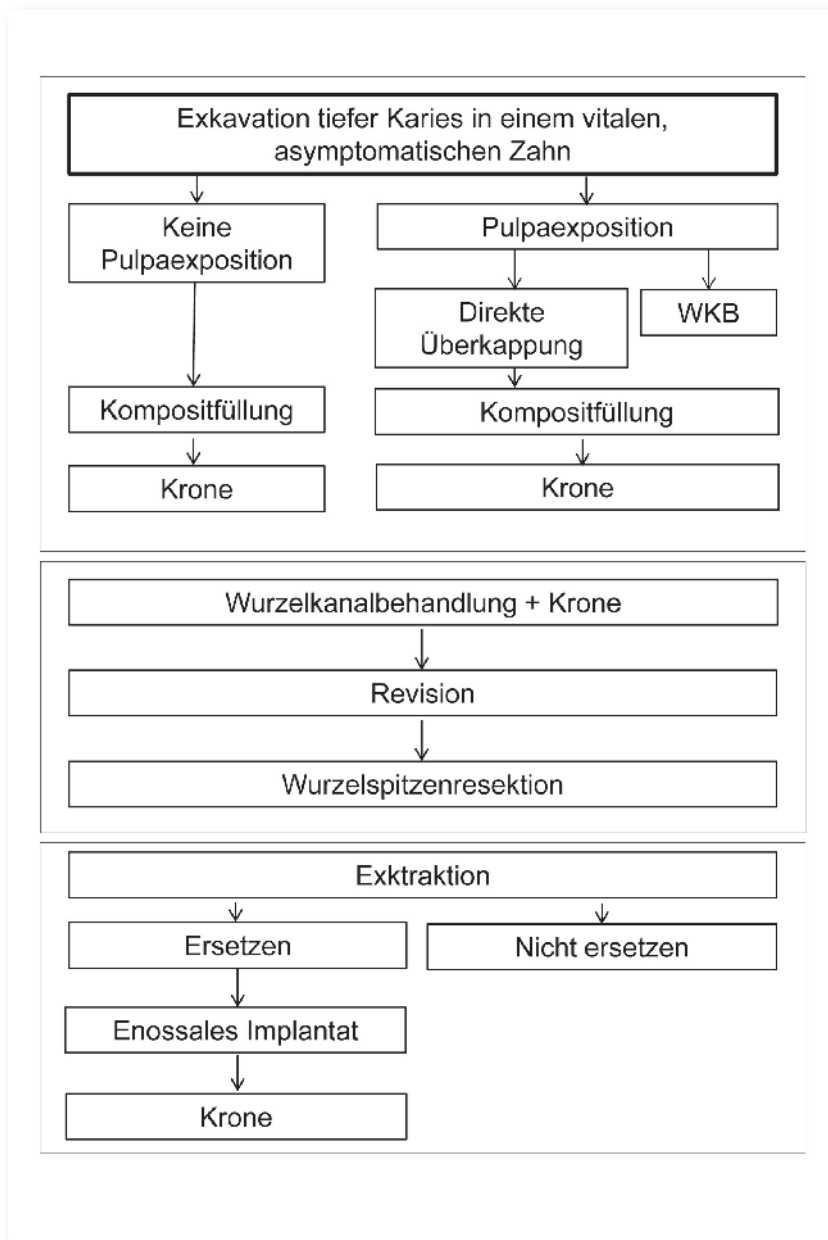 Exkavation tiefer Karies in einem vitalen,
asymptomatischen Zahn
Keine
Pulpaexposition
Pulpaexposition
Direkte
Überkappung
WKB
Kompositfüllung
Kompositfüllung
Krone
Krone
Wurzelkanalbehandlung + Krone
Revision
Wurzelspitzenresektion
Exktraktion
Ersetzen
Nicht ersetzen
Enossales Implantat
Krone